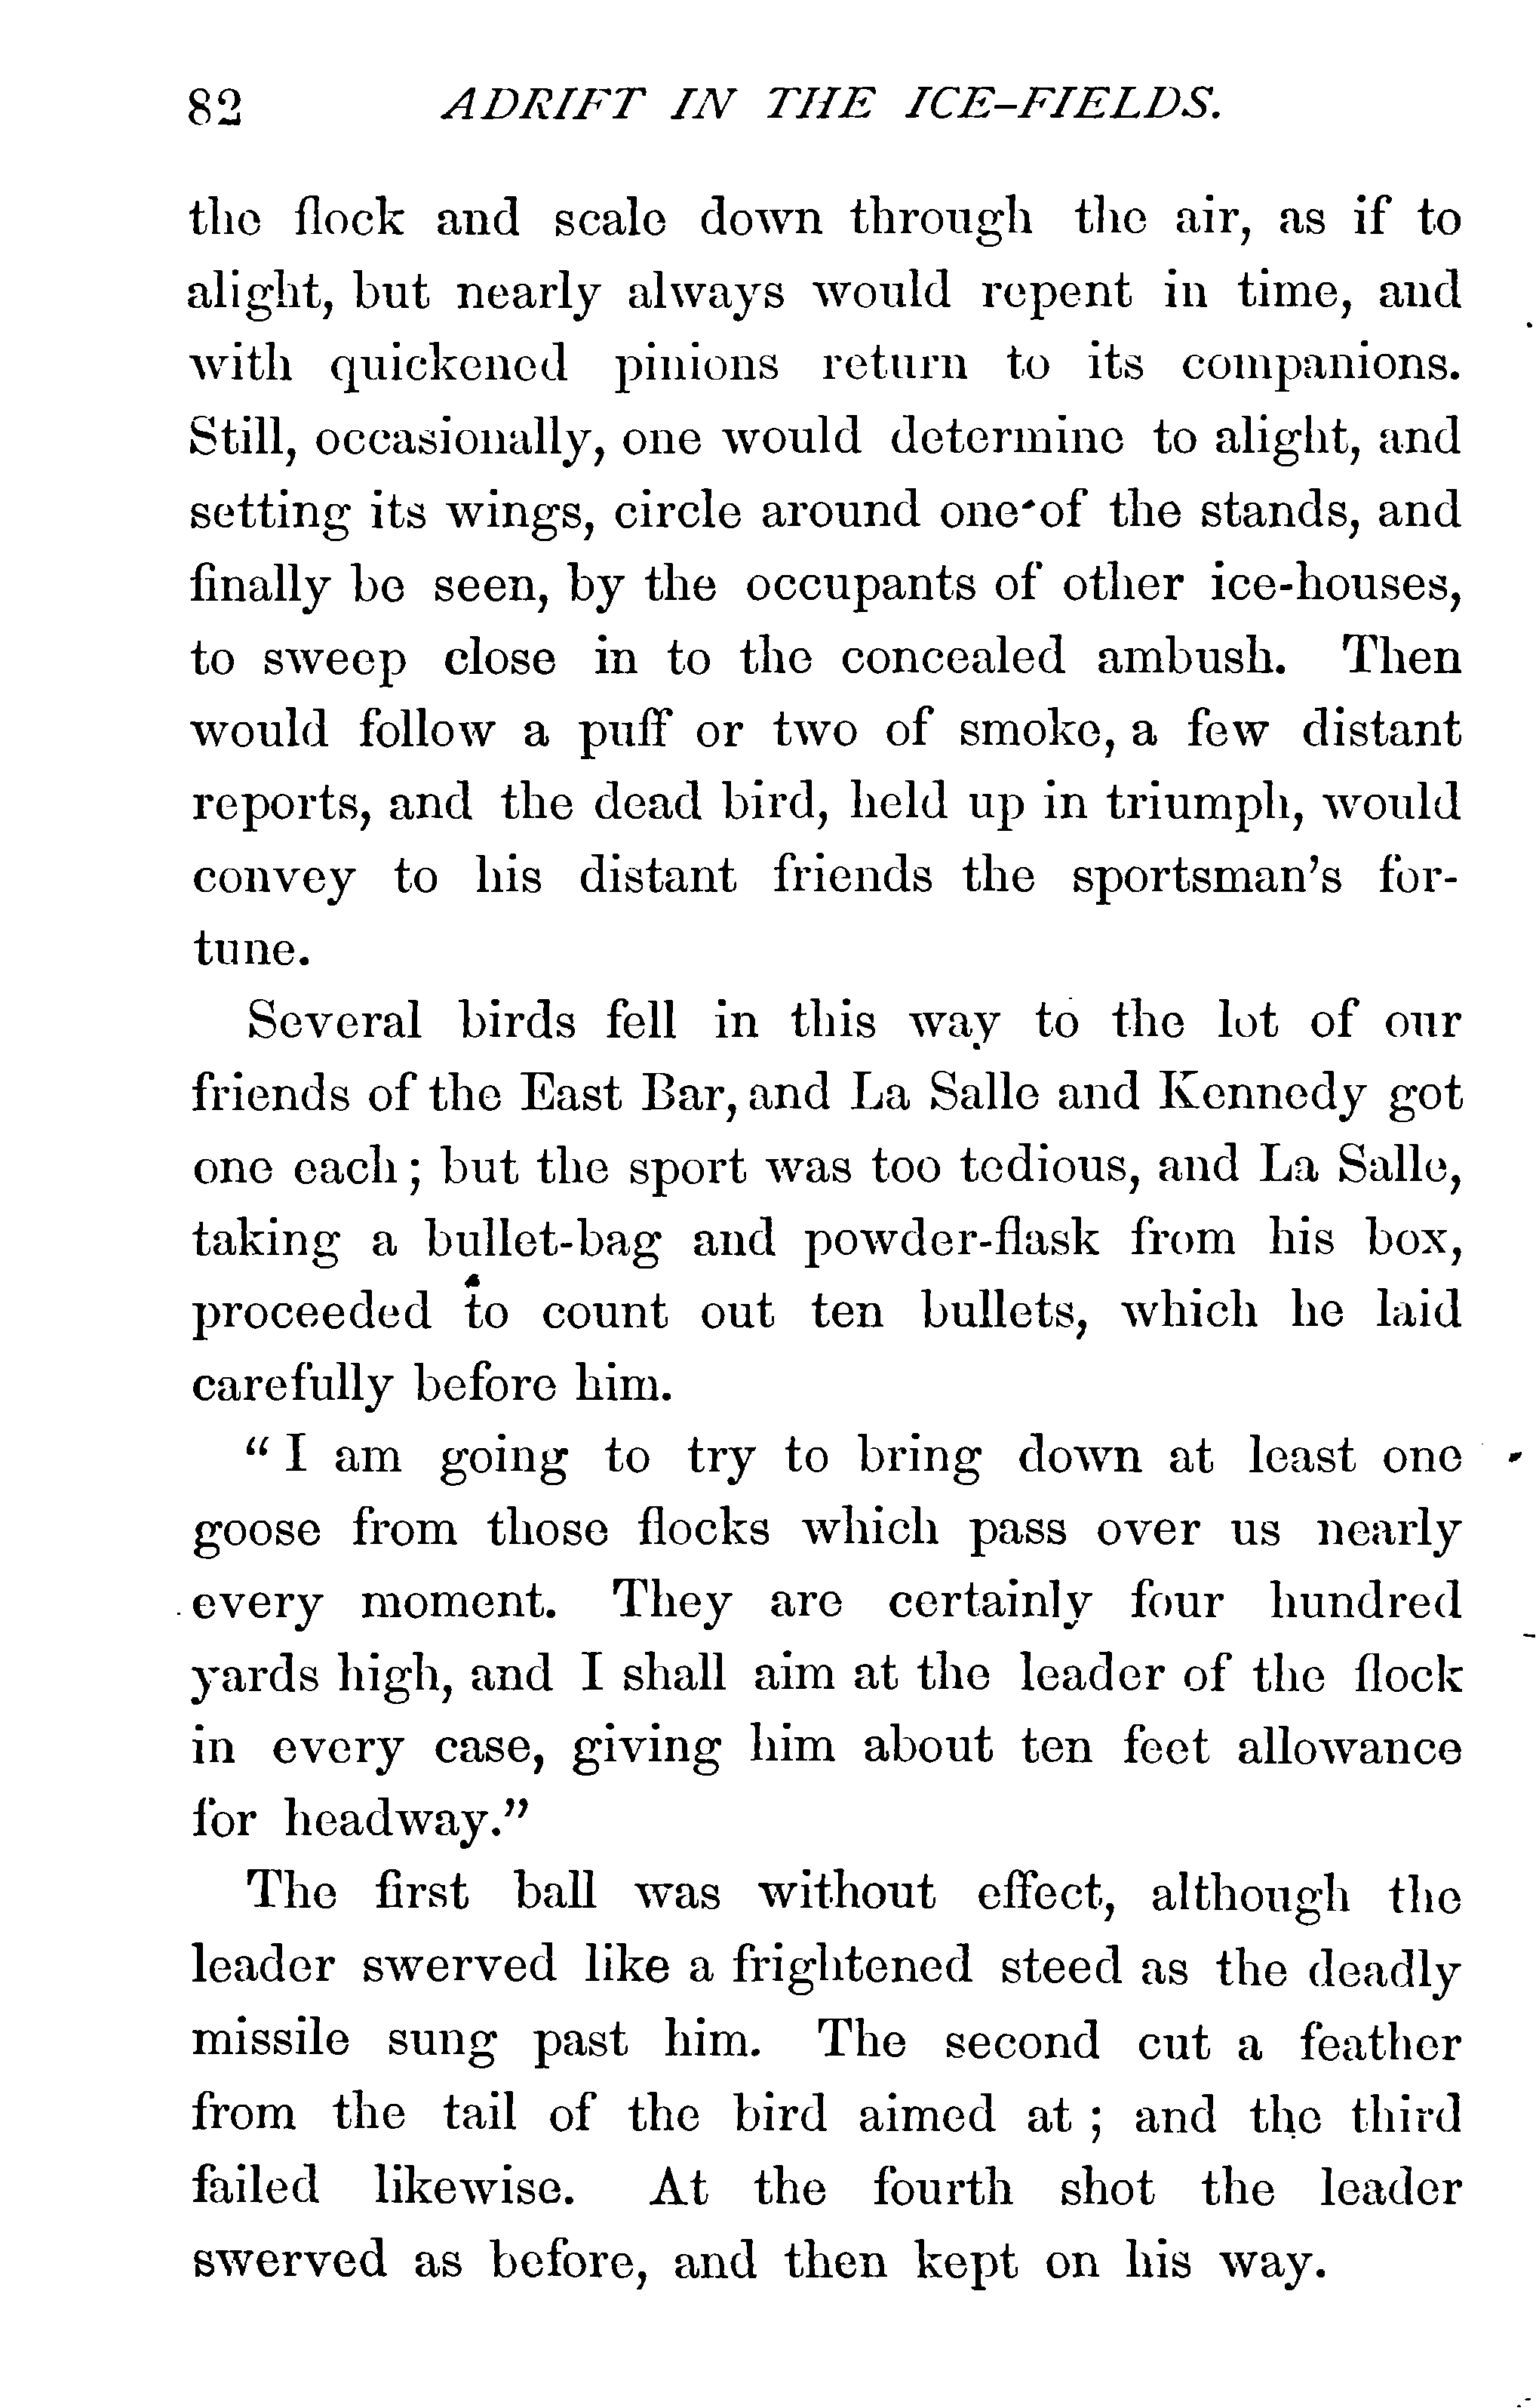 82 ADRIFT IN THE ICE-FIELDS.
the flock and scale down through the air, as if to
alight, but nearly always would repent in time, and
with quickened pinions return to its companions.
Still, occasionally, one would determine to alight, and
setting its wings, circle around one of the stands, and
finally be seen, by the occupants of other ice-houses,
to sweep close in to the concealed ambush. Then
would follow a puff or two of smoke, a few distant
reports, and the dead bird, held up in triumph, would
convey to his distant friends the sportsman's for-
tune.
Several birds fell in this way to the lot of our
friends of the East Bar, and La Salle and Kennedy got
one each; but the sport was too tedious, and La Salle,
taking a bullet-bag and powder-flask from his box,
proceeded to count out ten bullets, which he laid
carefully before him.
"I am going to try to bring down at least one
goose from those flocks which pass over us nearly
every moment. They are certainly four hundred
yards high, and I shall aim at the leader of the flock
in every case, giving him about ten feet allowance
for headway."
The first ball was without effect, although the
leader swerved like a frightened steed as the deadly
missile sung past him. The second cut a feather
from the tail of the bird aimed at; and the third
failed likewise. At the fourth shot the leader
swerved as before, and then kept on his way.